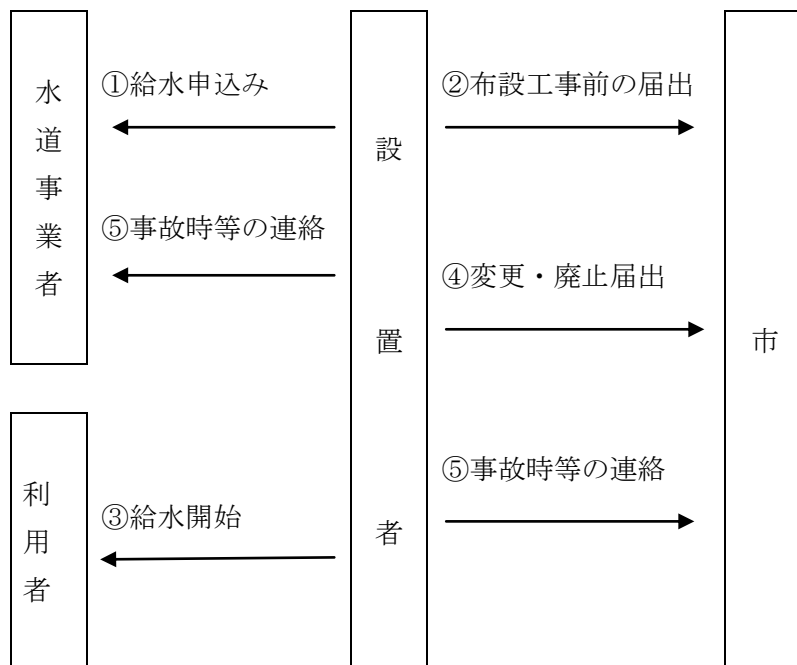 水道事業者
①給水申込み
⑤事故時等の連絡
利用者
③給水開始
設置者
②布設工事前の届出
④変更・廃止届出
⑤事故時等の連絡
市